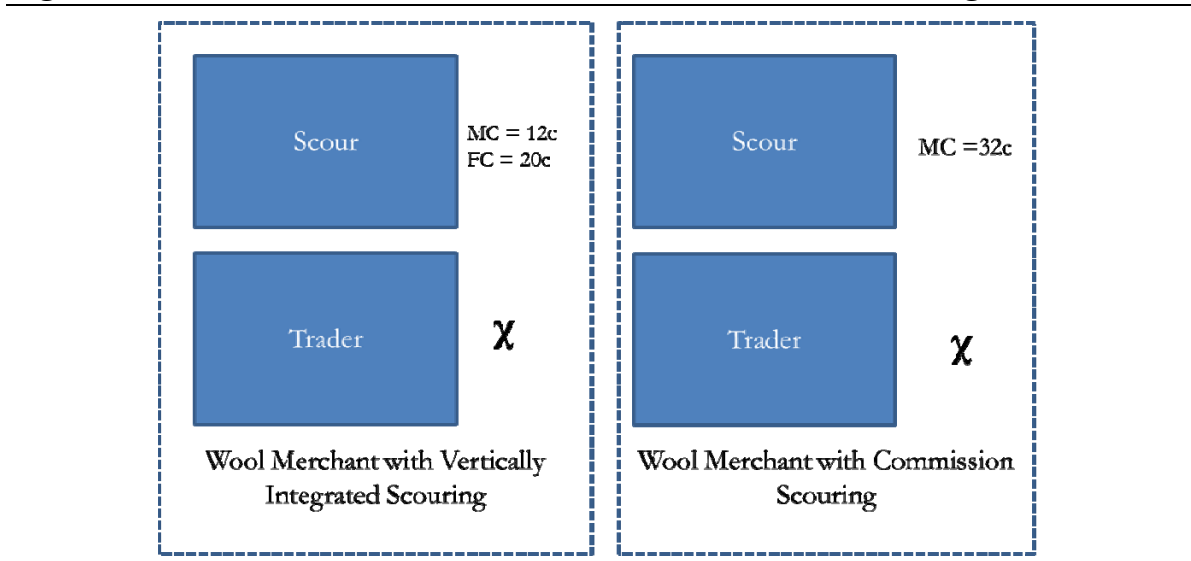 Scour
MC = 12c
FC = 20c
Trader
χ
Wool Merchant with Vertically
Integrated Scouring
Scour
MC =32c
Trader
χ
Wool Merchant with Commission
Scouring